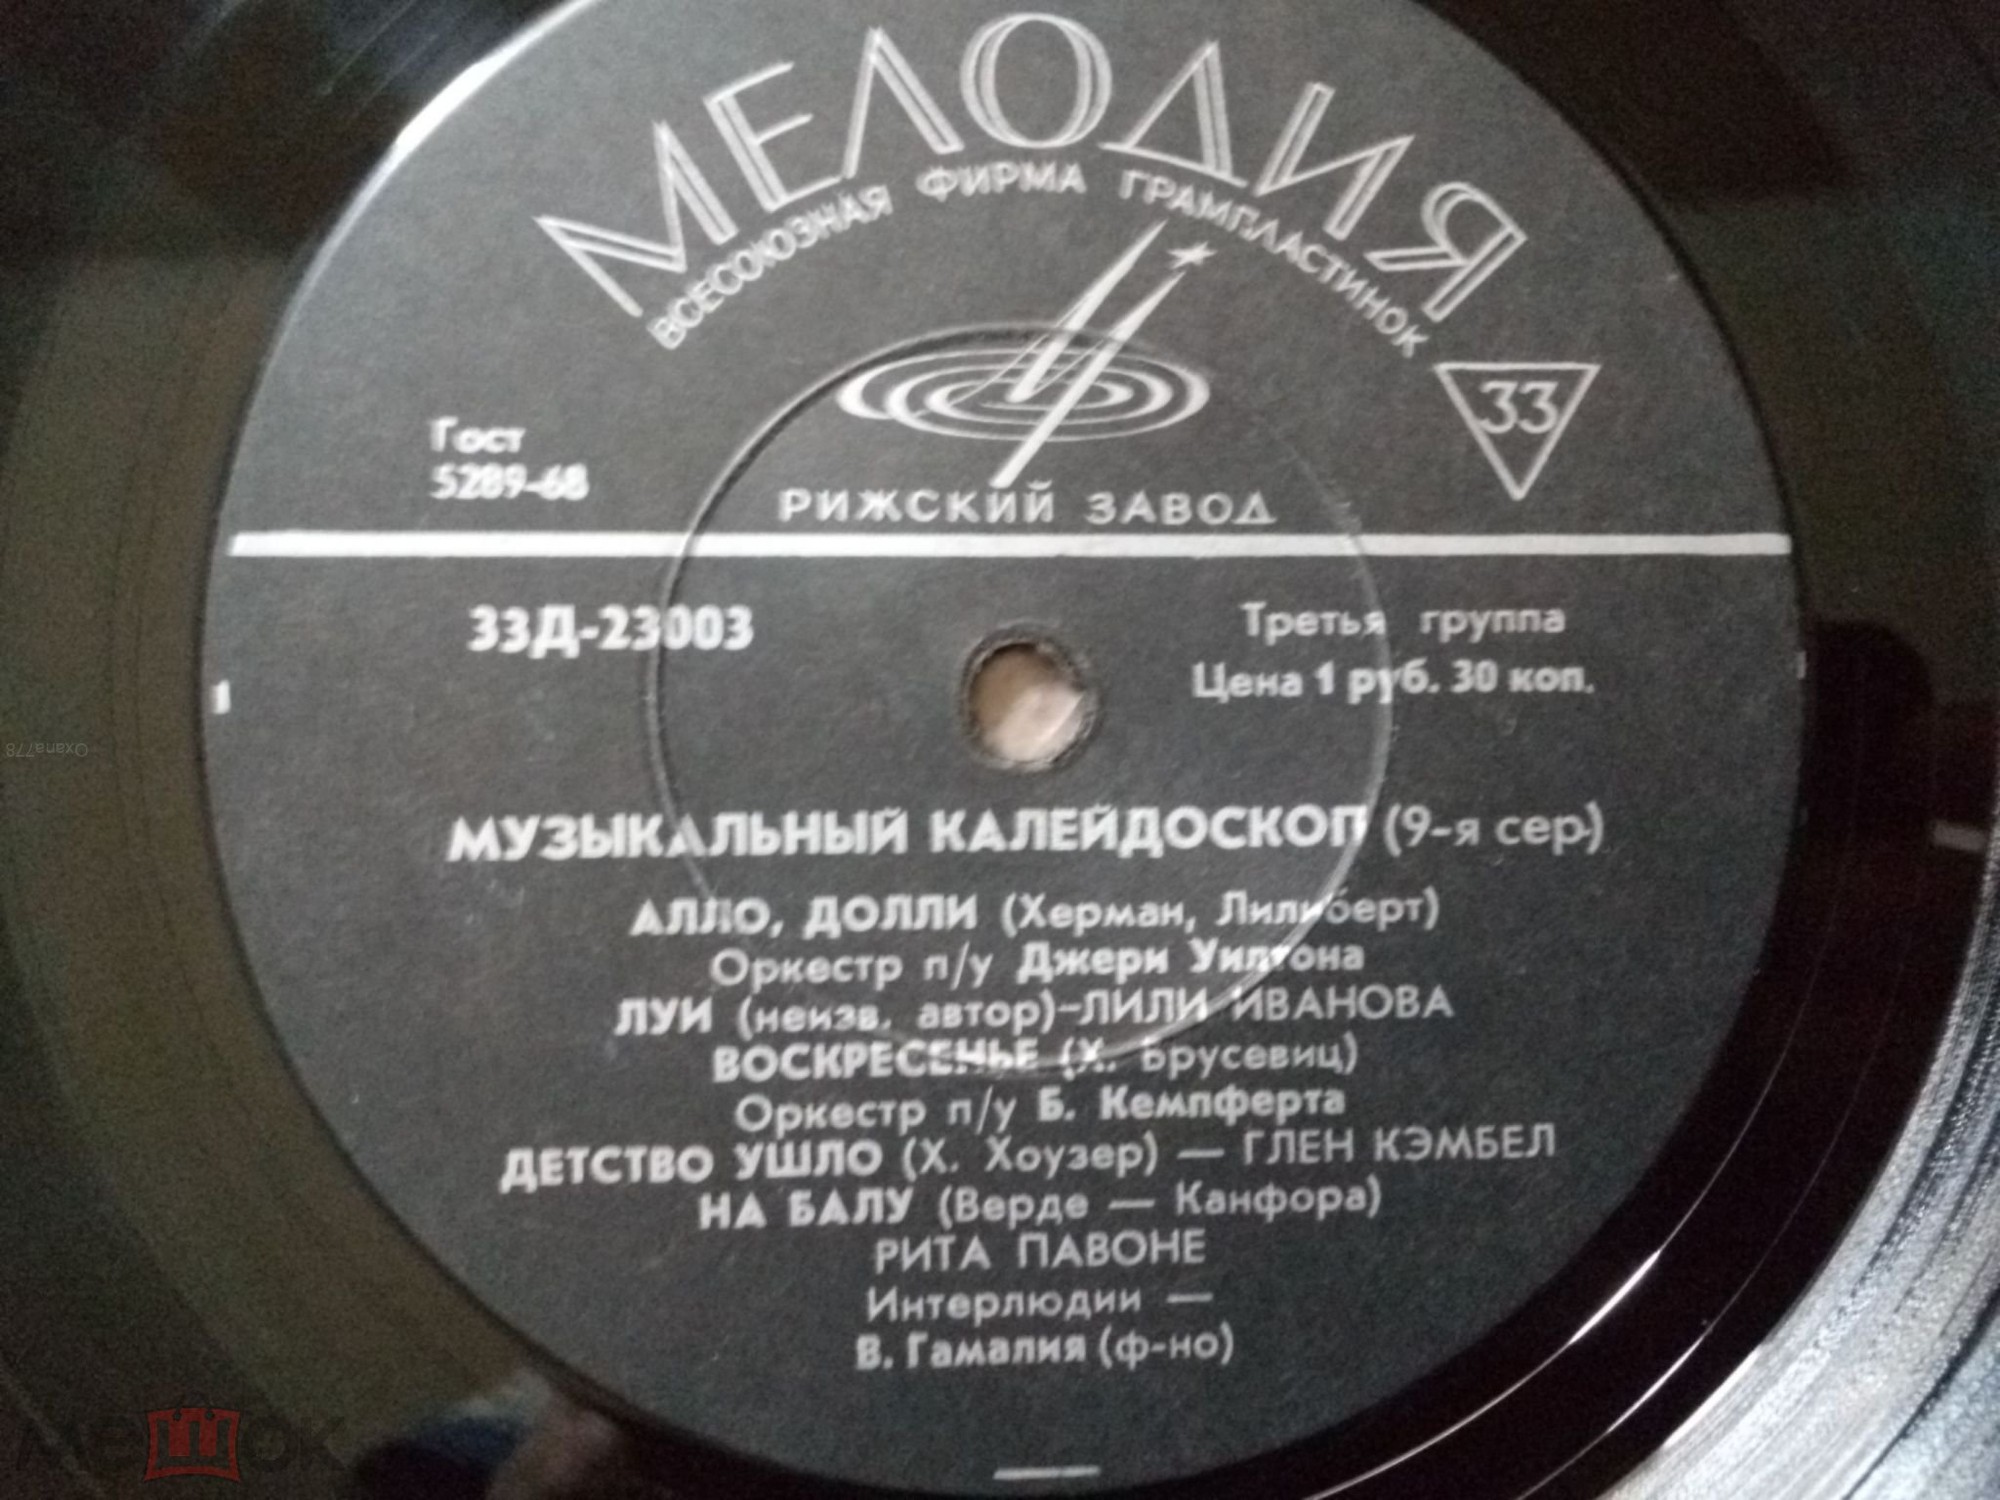 МЕЛОДИЯ
ВСЕСОЮЗНАЯ ФИРМА ГРАМПЛАСТИНОК
33
Гост
5289-68
РИЖСКИЙ ЗАВОД
33Д-23003
Третья группа
Цена 1 руб. 30 коп.
МУЗЫКАЛЬНЫЙ КАЛЕЙДОСКОП (9-я сер.)
АЛЛО, ДОЛЛИ (Херман, Лилиберт)
Оркестр п/у Джери Уилтона
ЛУИ (неизв. автор)-ЛИЛИ ИВАНОВА
ВОСКРЕСЕНЬЕ (Х. Брусевиц)
Оркестр п/у Б. Кемпферта
ДЕТСТВО УШЛО (Х. Хоузер) — ГЛЕН КЭМБЕЛ
НА БАЛУ (Верде — Канфора)
РИТА ПАВОНЕ
Интерлюдии —
В. Гамалия (ф-но)
Oxana778
мешок